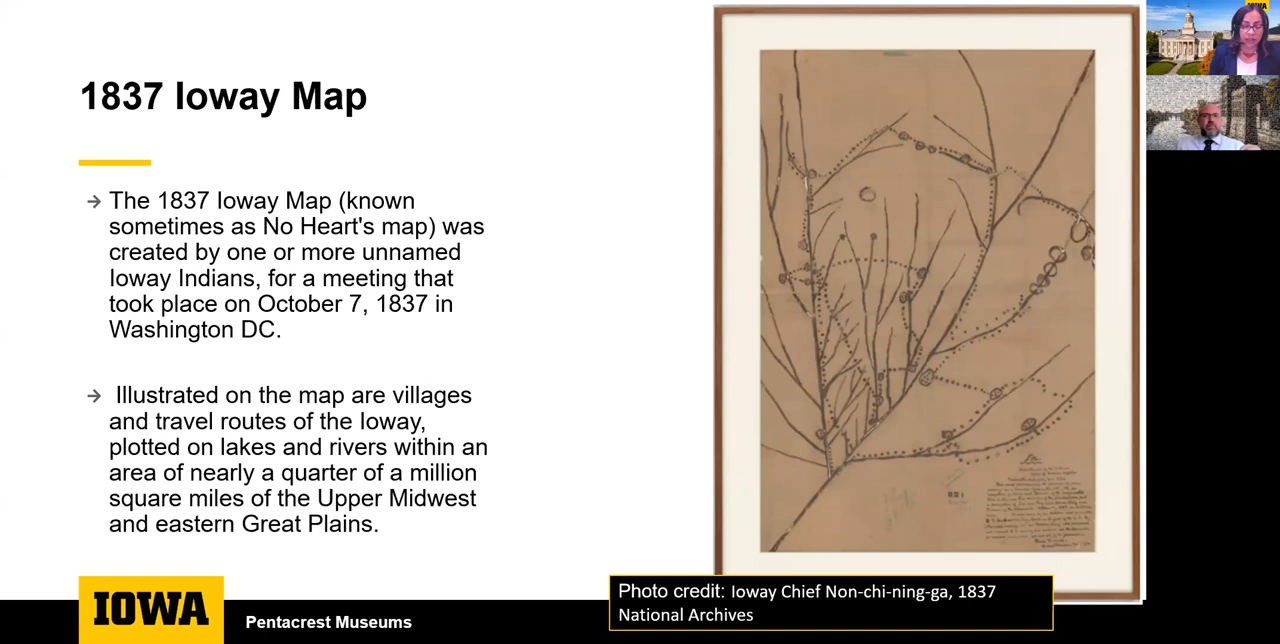 1837 Ioway Map
→ The 1837 Ioway Map (known
sometimes as No Heart's map) was
created by one or more unnamed
Ioway Indians, for a meeting that
took place on October 7, 1837 in
Washington DC.
→ Illustrated on the map are villages
and travel routes of the Ioway,
plotted on lakes and rivers within an
area of nearly a quarter of a million
square miles of the Upper Midwest
and eastern Great Plains.
IOWA
Pentacrest Museums
Photo credit: Ioway Chief Non-chi-ning-ga, 1837
National Archives
IOWA